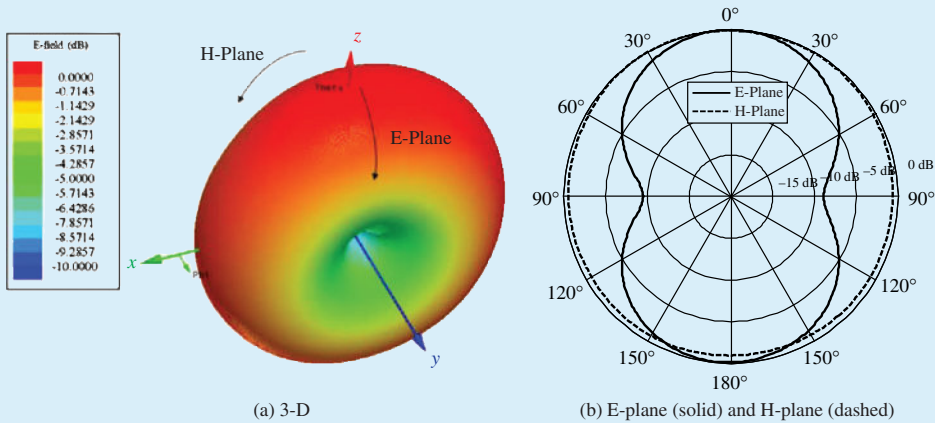 E-field (dB)
0.0000
-0.7143
-1.1429
-2.1429
-2.8571
-3.5714
-4.2857
-5.7143
-6.4286
-7.8571
-8.5714
-9.2857
-10.0000
H-Plane
z
Theta
E-Plane
x
Phi
y
(a) 3-D
0°
30°
30°
60°
60°
90°
90°
120°
120°
150°
150°
180°
E-Plane
H-Plane
−15 dB
−10 dB
−5 dB
0 dB
(b) E-plane (solid) and H-plane (dashed)